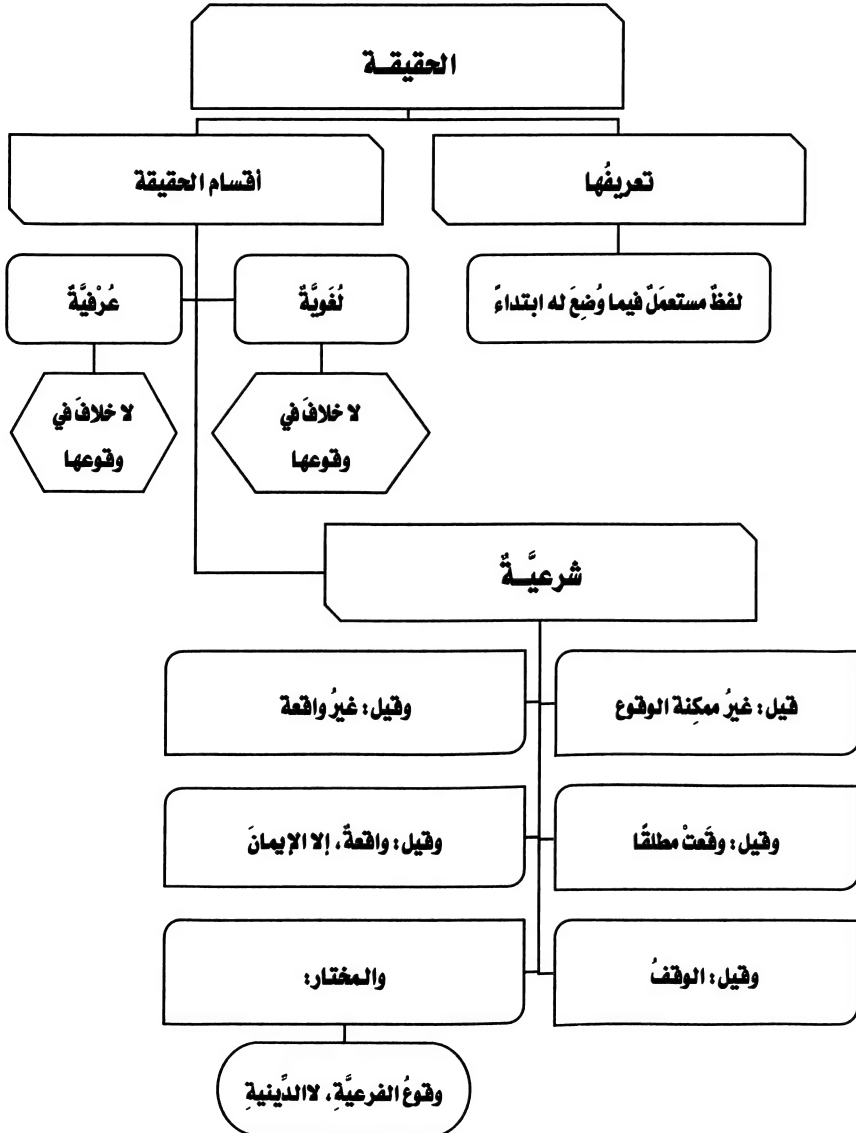 الحقيقـة
تعريفُها
أقسام الحقيقة
لفظٌ مستعمَلٌ فيما وُضِعَ له ابتداءً
لُغَويَّةٌ
عُرْفيَّةٌ
لا خلافَ في
وقوعها
لا خلافَ في
وقوعها
شرعيَّـةٌ
قيل: غيرُ ممكِنة الوقوع
وقيل: غيرُ واقعة
وقيل: وقَعتْ مطلقًا
وقيل: واقعةٌ، إلا الإيمانَ
وقيل: الوقفُ
والمختار:
وقوعُ الفرعيَّةِ، لا الدِّينيةِ